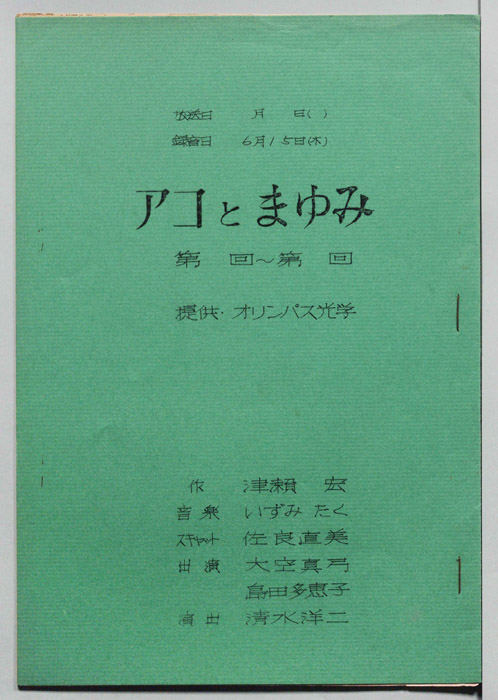 放送日 月 日( )
録音日 6月15日(木)
アコとまゆみ
第 回〜第 回
提供・オリンパス光学
作 津瀬 宏
音楽 いずみ たく
スキャット 佐良直美
出演 大空真弓
島田多恵子
演出 清水洋二